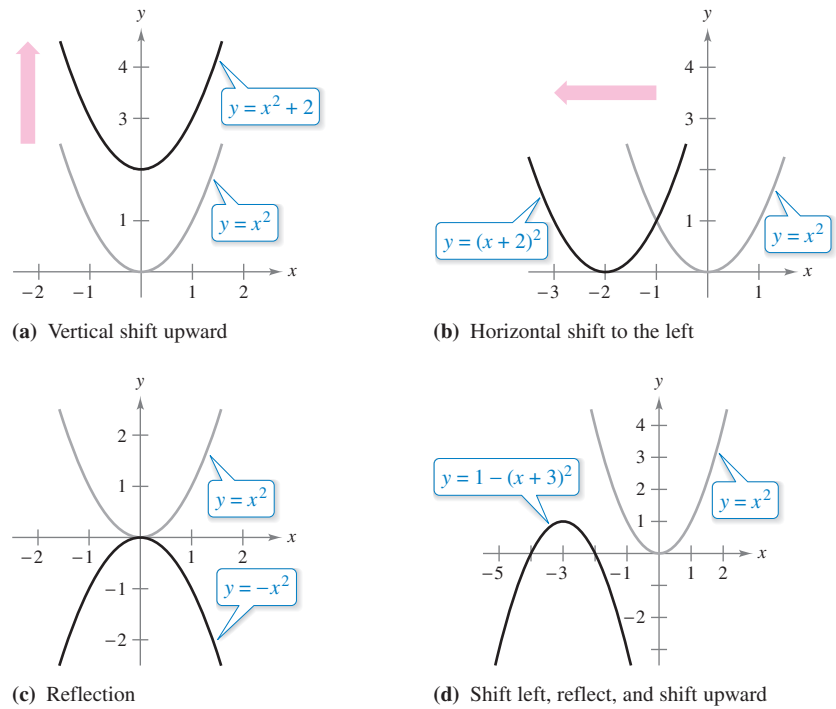 y
4
3
1
−2 −1 1 2 x
y = x² + 2
y = x²
(a) Vertical shift upward
y
4
3
1
−3 −2 −1 1 x
y = (x + 2)²
y = x²
(b) Horizontal shift to the left
y
2
1
−2 −1 1 2 x
−1
−2
y = x²
y = −x²
(c) Reflection
y
4
3
2
1
−5 −3 −1 1 2 x
−2
y = 1 − (x + 3)²
y = x²
(d) Shift left, reflect, and shift upward